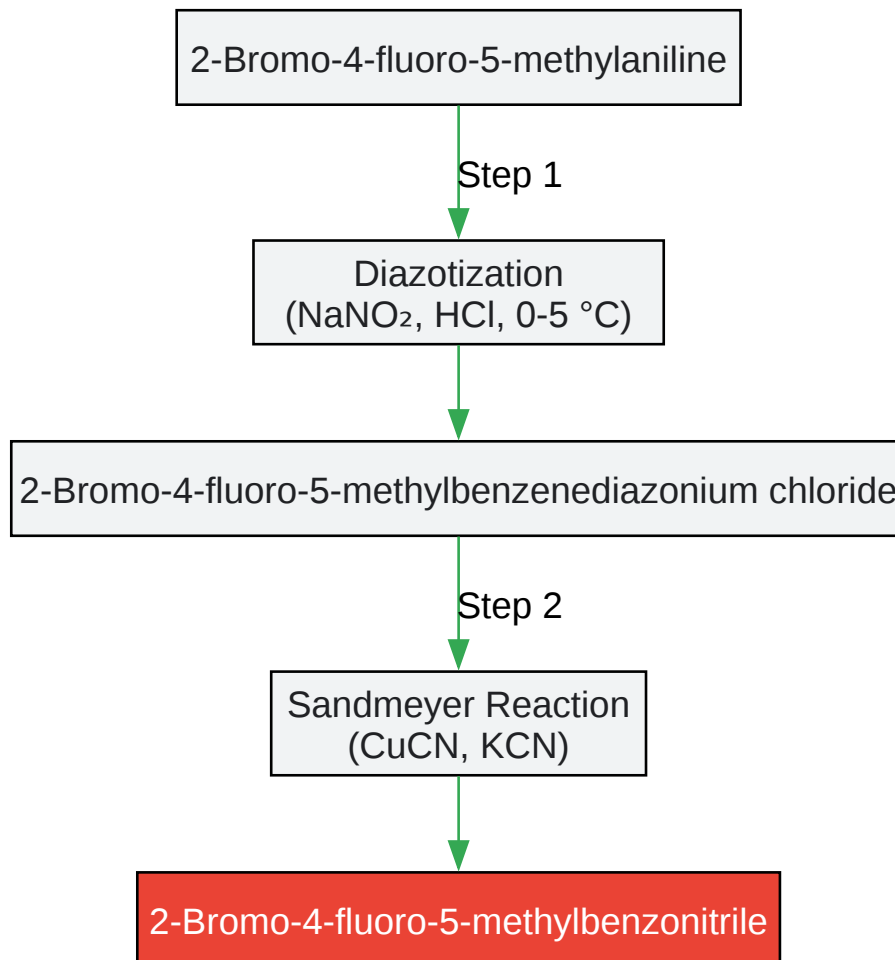 2-Bromo-4-fluoro-5-methylaniline
Step 1
Diazotization
(NaNO₂, HCl, 0-5 °C)
2-Bromo-4-fluoro-5-methylbenzenediazonium chloride
Step 2
Sandmeyer Reaction
(CuCN, KCN)
2-Bromo-4-fluoro-5-methylbenzonitrile